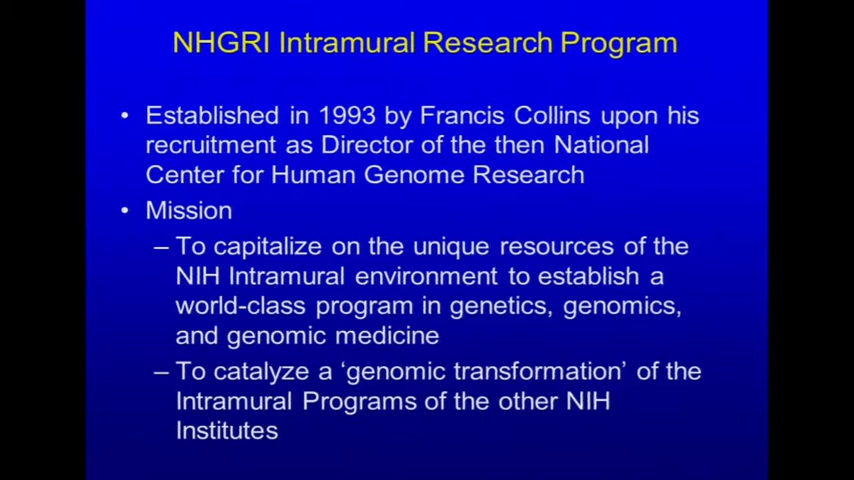 NHGRI Intramural Research Program
• Established in 1993 by Francis Collins upon his
recruitment as Director of the then National
Center for Human Genome Research
• Mission
– To capitalize on the unique resources of the
NIH Intramural environment to establish a
world-class program in genetics, genomics,
and genomic medicine
– To catalyze a ‘genomic transformation’ of the
Intramural Programs of the other NIH
Institutes